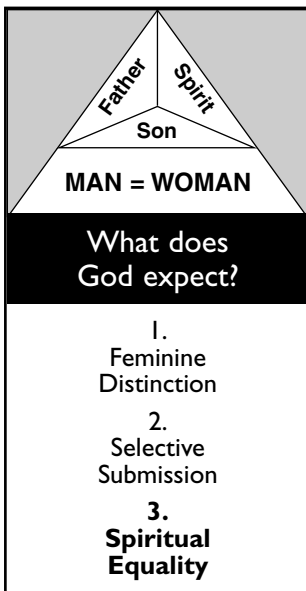 Father
Spirit
Son
MAN = WOMAN
What does
God expect?
1.
Feminine
Distinction
2.
Selective
Submission
3.
Spiritual
Equality